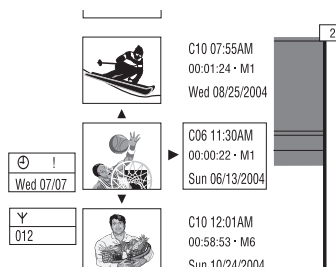 2
C10 07:55AM
00:01:24 · M1
Wed 08/25/2004
C06 11:30AM
00:00:22 · M1
Sun 06/13/2004
!
Wed 07/07
012
C10 12:01AM
00:58:53 · M6
Sun 10/24/2004